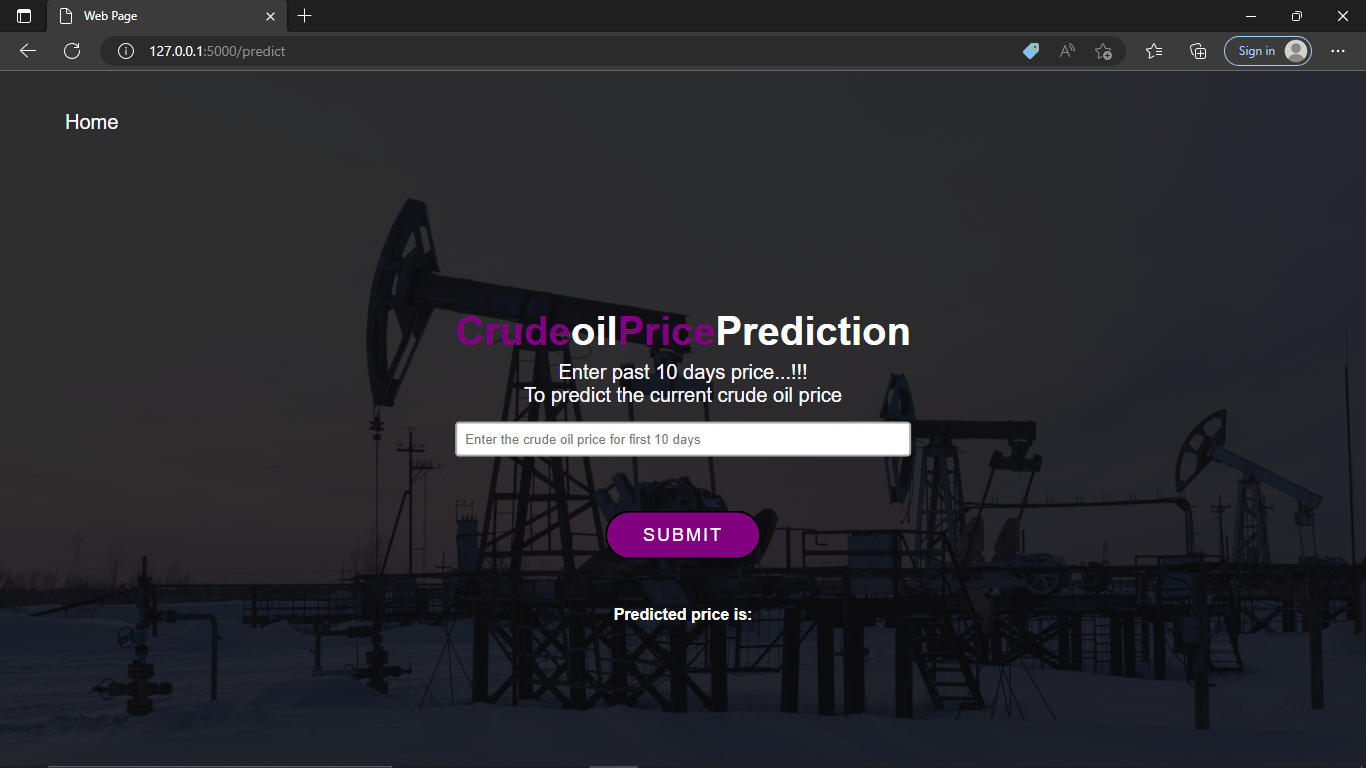 Web Page
127.0.0.1:5000/predict
Sign in
Home
CrudeoilPricePrediction
Enter past 10 days price...!!!
To predict the current crude oil price
Enter the crude oil price for first 10 days
SUBMIT
Predicted price is: